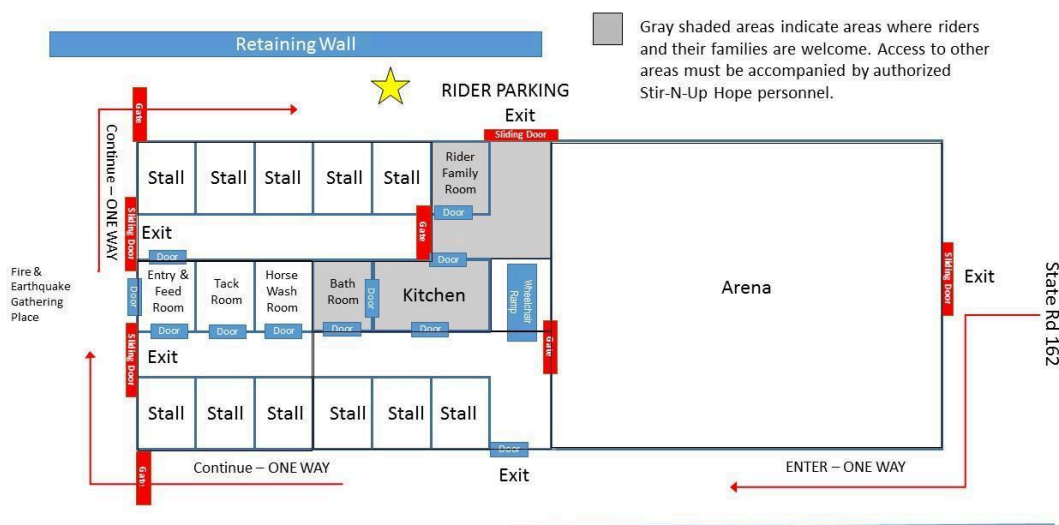 Retaining Wall
Gray shaded areas indicate areas where riders
and their families are welcome. Access to other
areas must be accompanied by authorized
Stir-N-Up Hope personnel.
RIDER PARKING
Exit
Gate
Continue – ONE WAY
Sliding Door
Stall
Stall
Stall
Stall
Stall
Rider
Family
Room
Door
Sliding Door
Exit
Gate
Door
Door
Fire &
Earthquake
Gathering
Place
Door
Entry &
Feed
Room
Tack
Room
Horse
Wash
Room
Bath
Room
Door
Kitchen
Wheelchair
Ramp
Arena
Sliding Door
Exit
State Rd 162
Door
Door
Door
Door
Door
Gate
Sliding Door
Exit
Stall
Stall
Stall
Stall
Stall
Stall
Door
Exit
Gate
Continue – ONE WAY
ENTER – ONE WAY